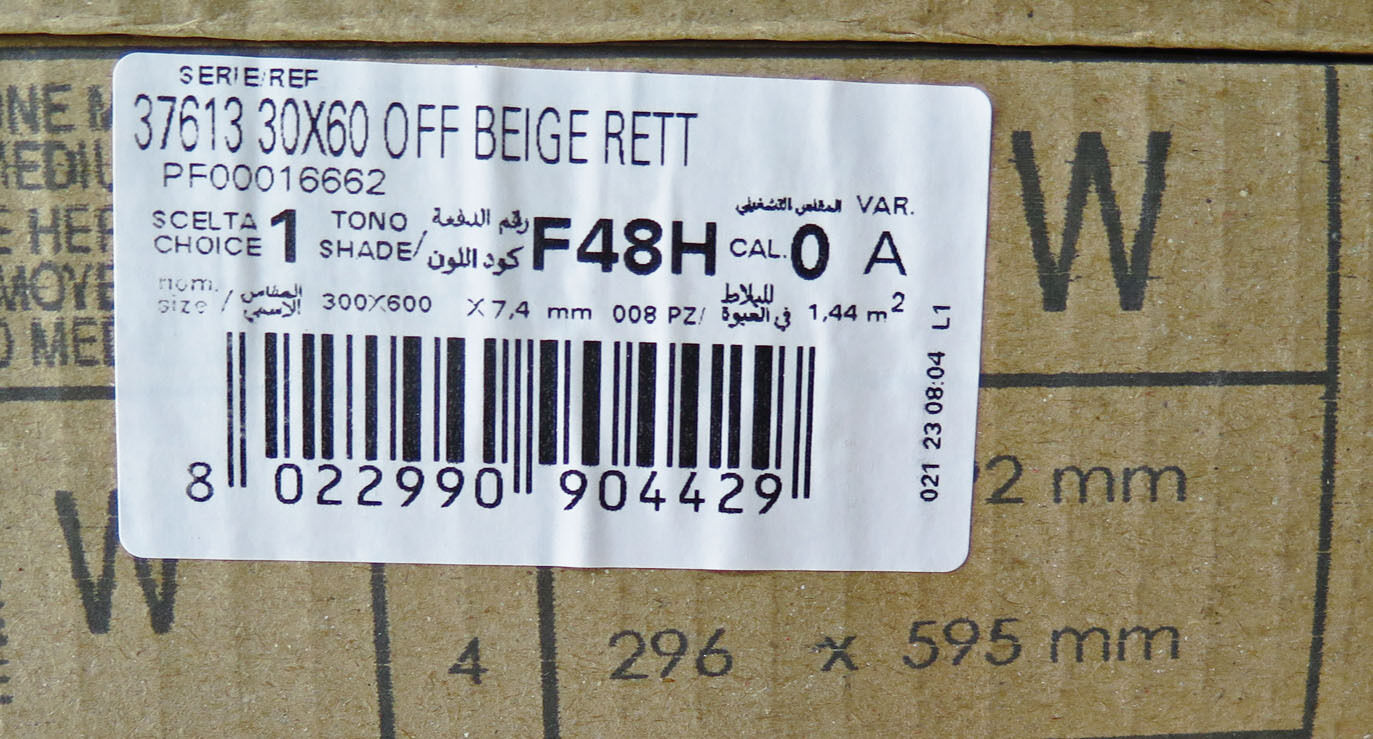 SERIE/REF
37613 30X60 OFF BEIGE RETT
PF00016662
SCELTA CHOICE 1 TONO SHADE/ رقم الدفعة كود اللون F48H CAL. 0 المقاس التشغيلي VAR. A
nom. size / المقاس الاسمي 300X600 X 7,4 mm 008 PZ/ للبلاط في العبوة 1,44 m²
8 022990 904429
021 23 08:04 L1
W
2 mm
W
4 296 x 595 mm